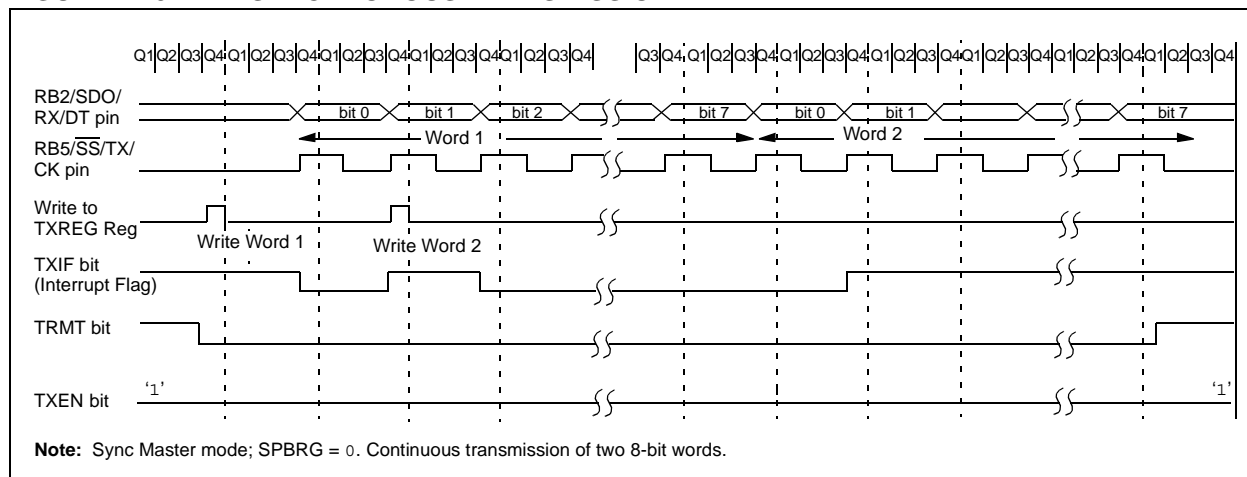 Q1 Q2 Q3 Q4 Q1 Q2 Q3 Q4 Q1 Q2 Q3 Q4 Q1 Q2 Q3 Q4 Q1 Q2 Q3 Q4 Q3 Q4 Q1 Q2 Q3 Q4 Q1 Q2 Q3 Q4 Q1 Q2 Q3 Q4 Q1 Q2 Q3 Q4 Q1 Q2 Q3 Q4 Q1 Q2 Q3 Q4
RB2/SDO/
RX/DT pin
bit 0 bit 1 bit 2 bit 7 bit 0 bit 1 bit 7
Word 1 Word 2
RB5/SS/TX/
CK pin
Write to
TXREG Reg
Write Word 1 Write Word 2
TXIF bit
(Interrupt Flag)
TRMT bit
TXEN bit
‘1’ ‘1’
Note: Sync Master mode; SPBRG = 0. Continuous transmission of two 8-bit words.